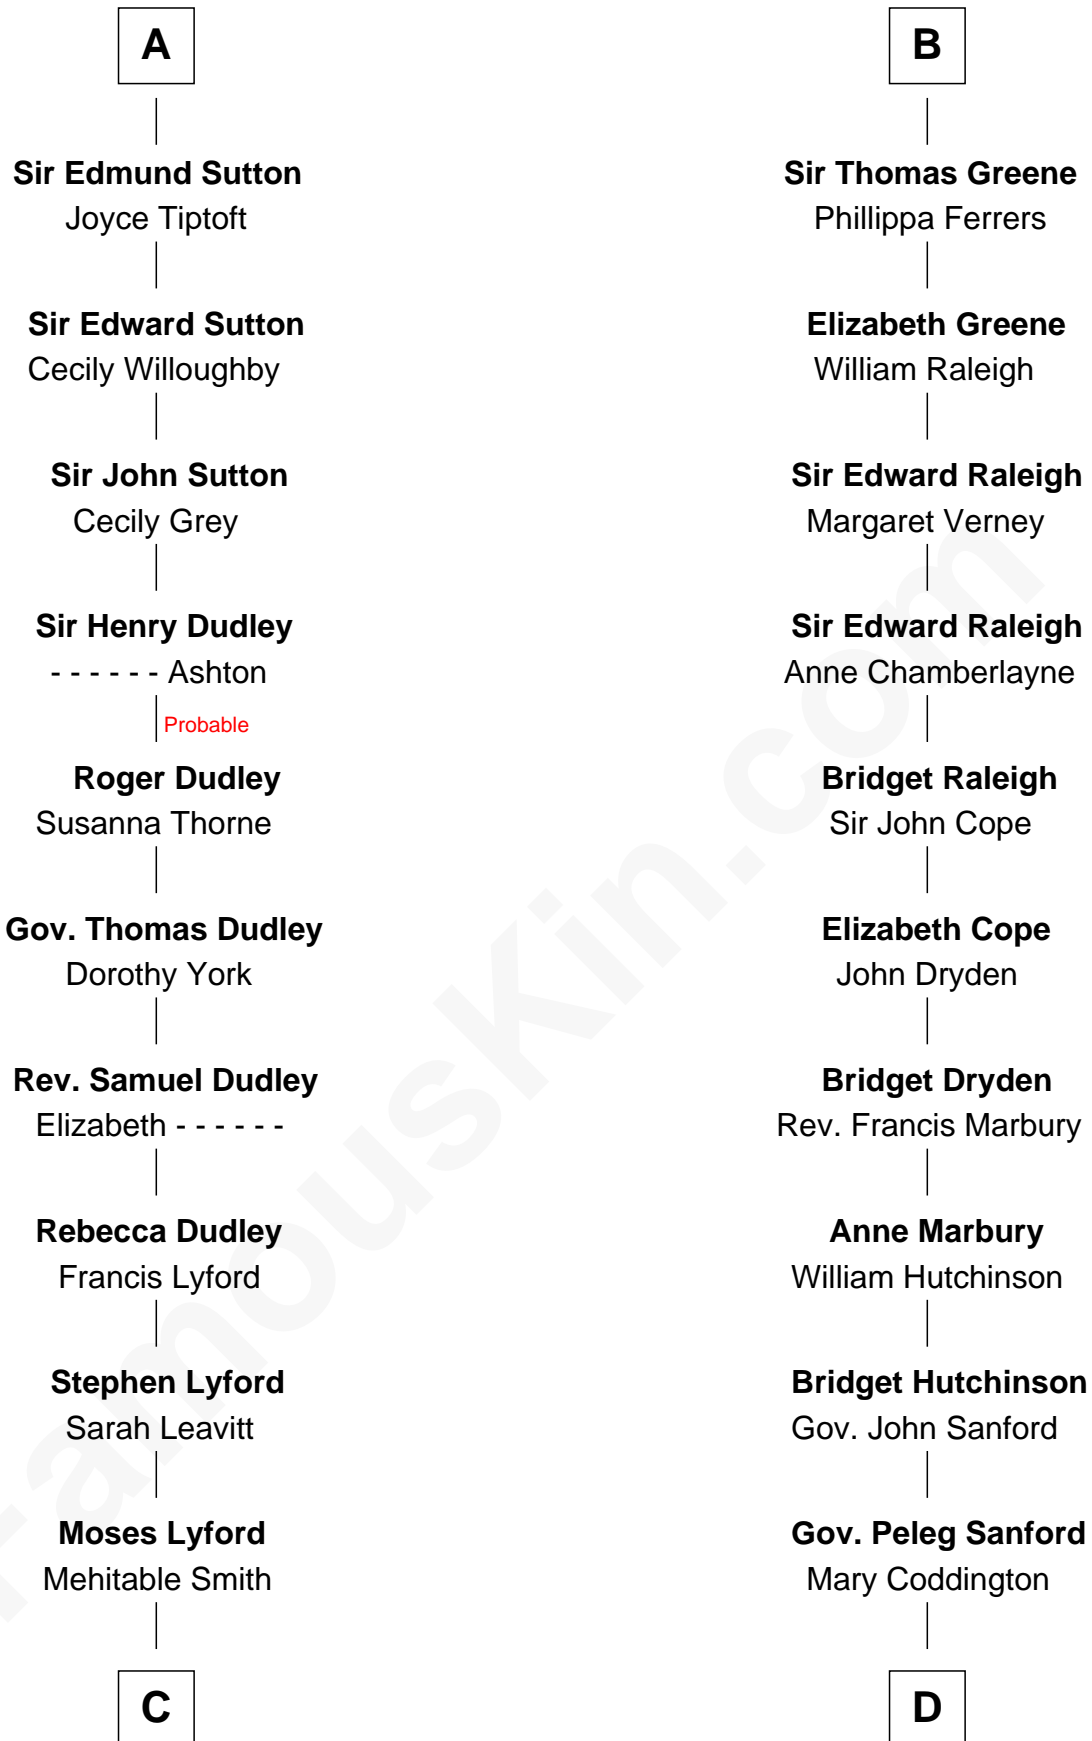 A
Sir Edmund Sutton
Joyce Tiptoft
Sir Edward Sutton
Cecily Willoughby
Sir John Sutton
Cecily Grey
Sir Henry Dudley
- - - - - - Ashton
Probable
Roger Dudley
Susanna Thorne
Gov. Thomas Dudley
Dorothy York
Rev. Samuel Dudley
Elizabeth - - - - - -
Rebecca Dudley
Francis Lyford
Stephen Lyford
Sarah Leavitt
Moses Lyford
Mehitable Smith
C
B
Sir Thomas Greene
Phillippa Ferrers
Elizabeth Greene
William Raleigh
Sir Edward Raleigh
Margaret Verney
Sir Edward Raleigh
Anne Chamberlayne
Bridget Raleigh
Sir John Cope
Elizabeth Cope
John Dryden
Bridget Dryden
Rev. Francis Marbury
Anne Marbury
William Hutchinson
Bridget Hutchinson
Gov. John Sanford
Gov. Peleg Sanford
Mary Coddington
D
FamousKin.com